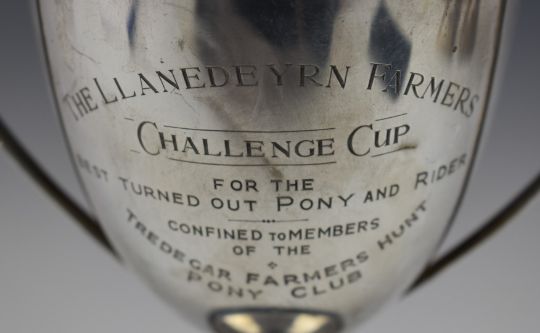 THE LLANEDEYRN FARMERS
CHALLENGE CUP
FOR THE
BEST TURNED OUT PONY AND RIDER
CONFINED TO MEMBERS
OF THE
TREDEGAR FARMERS HUNT
PONY CLUB